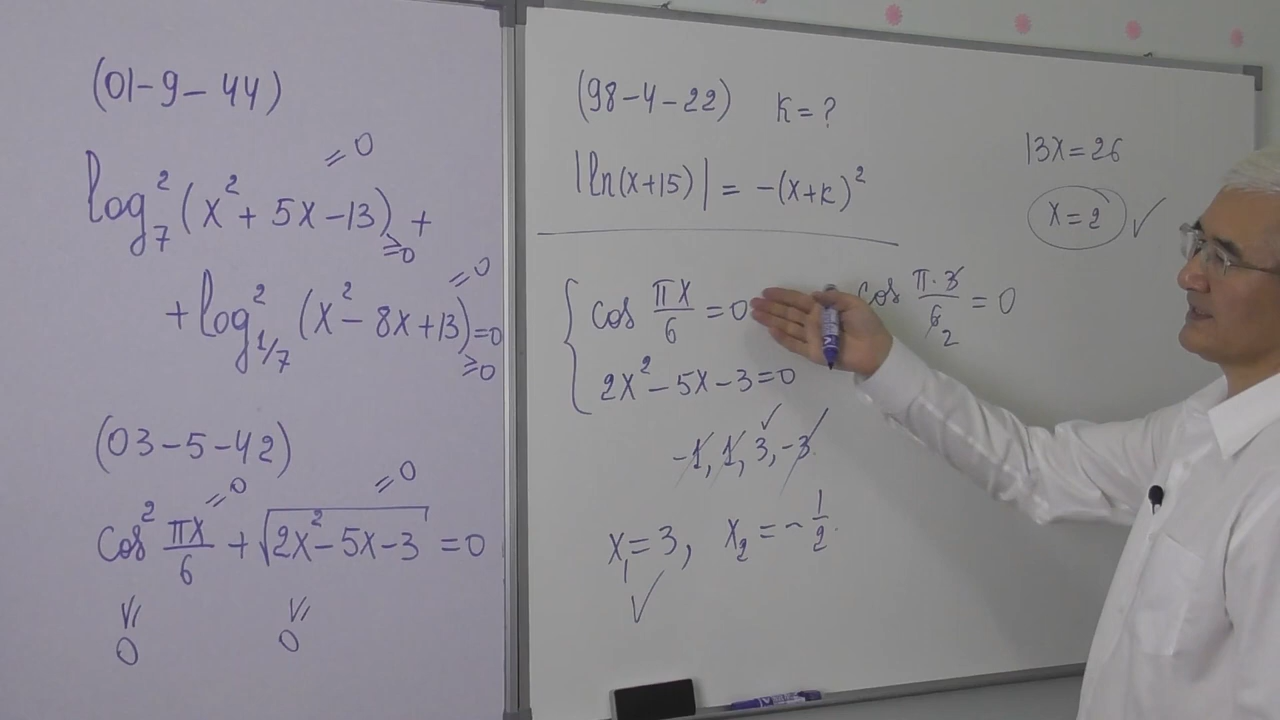 (01-9-44)
log₇²(x²+5x-13)+
=0
≥0
+log²₁/₇(x²-8x+13)=0
=0
≥0
(03-5-42)
cos² πx/6 + √2x²-5x-3 = 0
=0 =0
≥0 ≥0
(98-4-22) K=?
|ln(x+15)| = -(x+k)²
cos πx/6 = 0
2x²-5x-3=0
-1, 1, 3, -3
✓
x₁=3, x₂=-1/2.
✓
13x=26
x=2 ✓
cos π·3/6 = 0
2